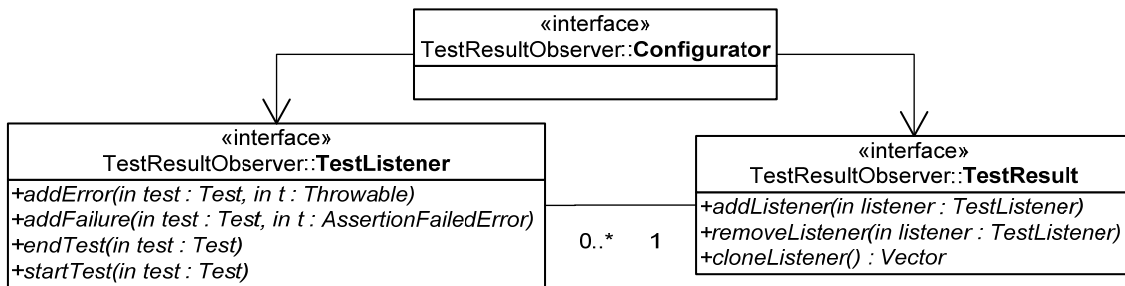 «interface»
TestResultObserver::Configurator
«interface»
TestResultObserver::TestListener
+addError(in test : Test, in t : Throwable)
+addFailure(in test : Test, in t : AssertionFailedError)
+endTest(in test : Test)
+startTest(in test : Test)
0..* 1
«interface»
TestResultObserver::TestResult
+addListener(in listener : TestListener)
+removeListener(in listener : TestListener)
+cloneListener() : Vector